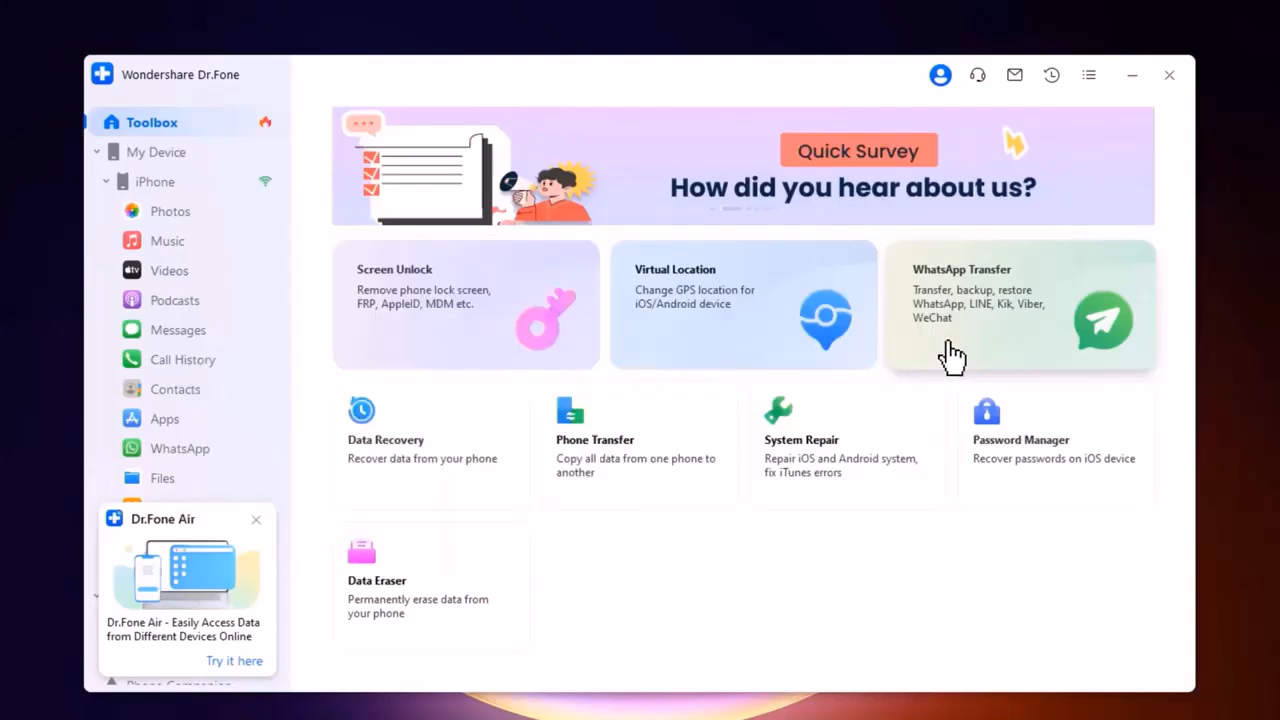 Wondershare Dr.Fone
Toolbox
My Device
iPhone
Photos
Music
Videos
Podcasts
Messages
Call History
Contacts
Apps
WhatsApp
Files
Dr.Fone Air
Dr.Fone Air - Easily Access Data
from Different Devices Online
Try it here
Phone Companion
Quick Survey
How did you hear about us?
Screen Unlock
Remove phone lock screen,
FRP, AppleID, MDM etc.
Virtual Location
Change GPS location for
iOS/Android device
WhatsApp Transfer
Transfer, backup, restore
WhatsApp, LINE, Kik, Viber,
WeChat
Data Recovery
Recover data from your phone
Phone Transfer
Copy all data from one phone to
another
System Repair
Repair iOS and Android system,
fix iTunes errors
Password Manager
Recover passwords on iOS device
Data Eraser
Permanently erase data from
your phone